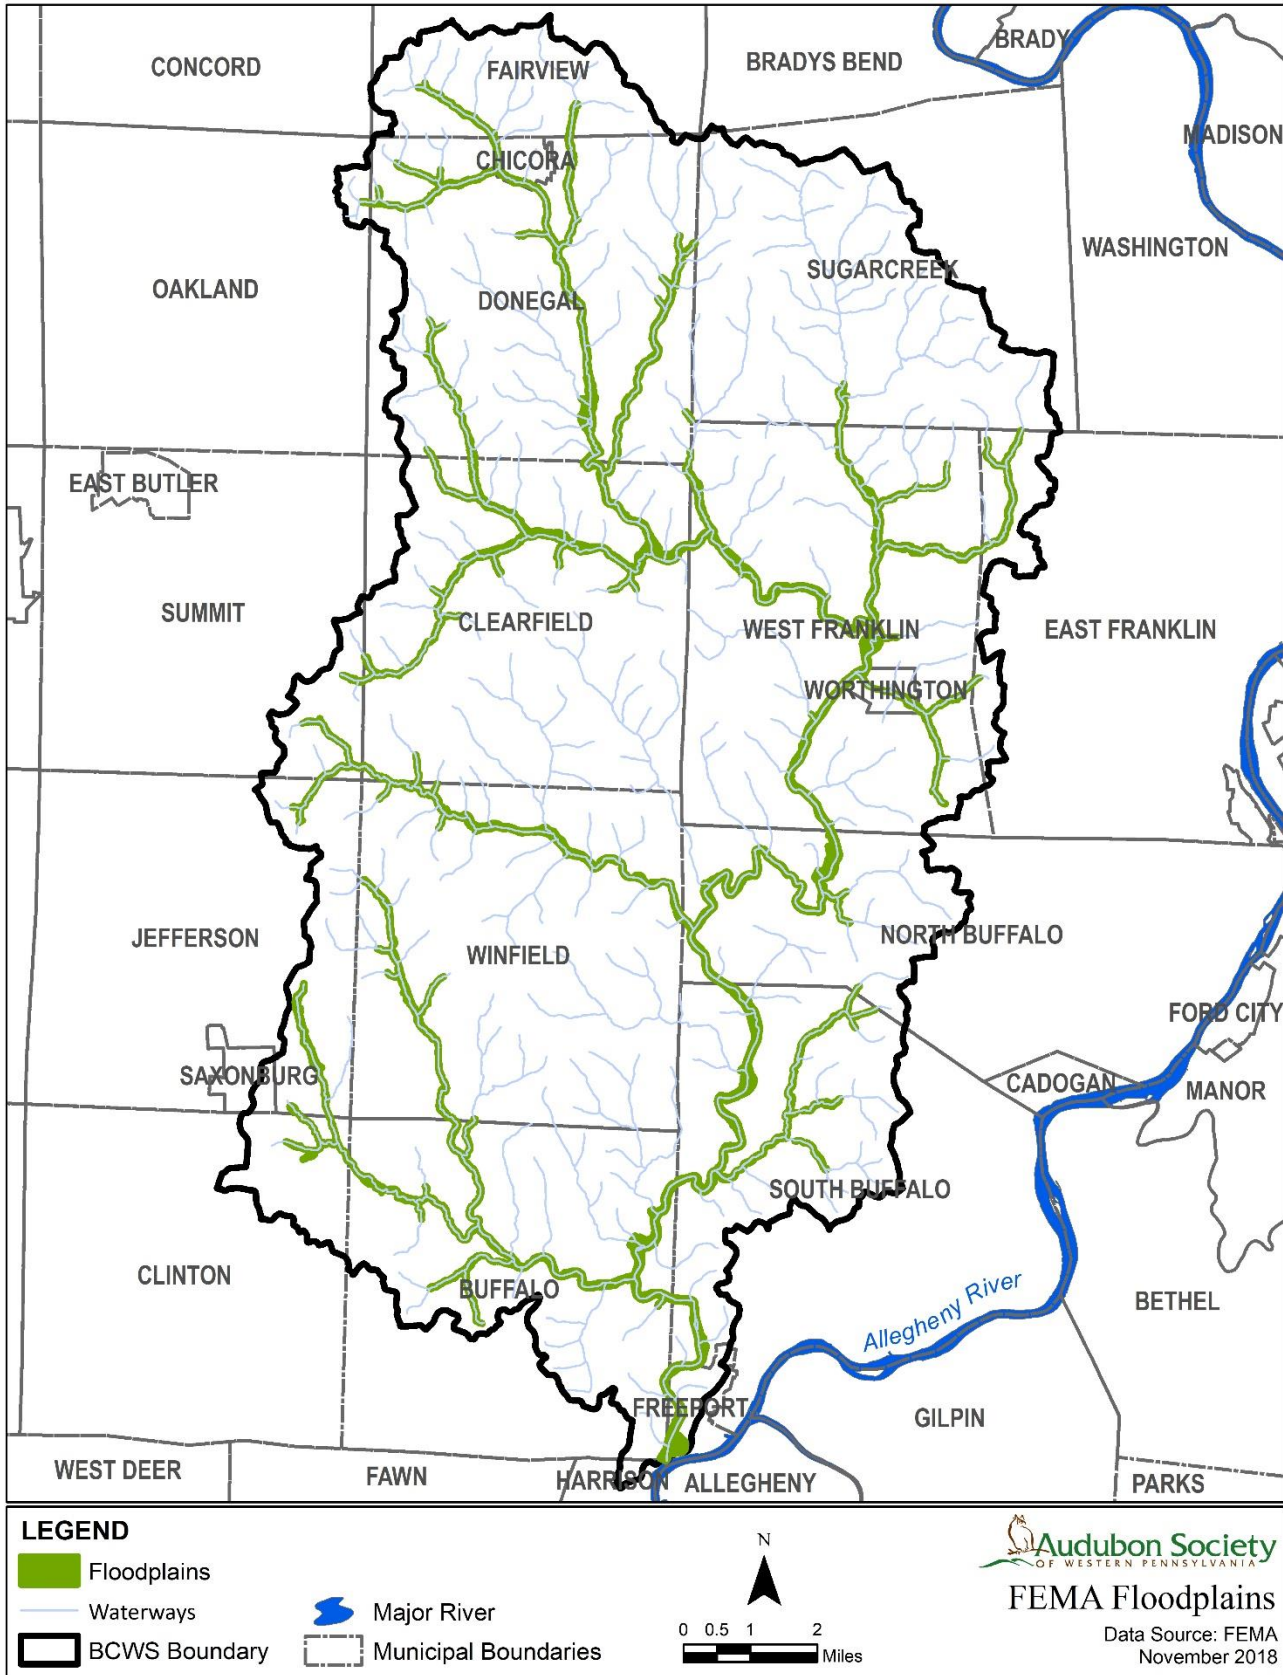 CONCORD
FAIRVIEW
BRADYS BEND
BRADY
MADISON
CHICORA
WASHINGTON
OAKLAND
DONEGAL
SUGARCREEK
EAST BUTLER
SUMMIT
CLEARFIELD
WEST FRANKLIN
EAST FRANKLIN
WORTHINGTON
JEFFERSON
WINFIELD
NORTH BUFFALO
FORD CITY
SAXONBURG
CADOGAN
MANOR
SOUTH BUFFALO
CLINTON
BUFFALO
Allegheny River
BETHEL
FREEPORT
GILPIN
WEST DEER
FAWN
HARRISON
ALLEGHENY
PARKS
LEGEND
Floodplains
Waterways
Major River
BCWS Boundary
Municipal Boundaries
N
0 0.5 1 2
Miles
Audubon Society
OF WESTERN PENNSYLVANIA
FEMA Floodplains
Data Source: FEMA
November 2018